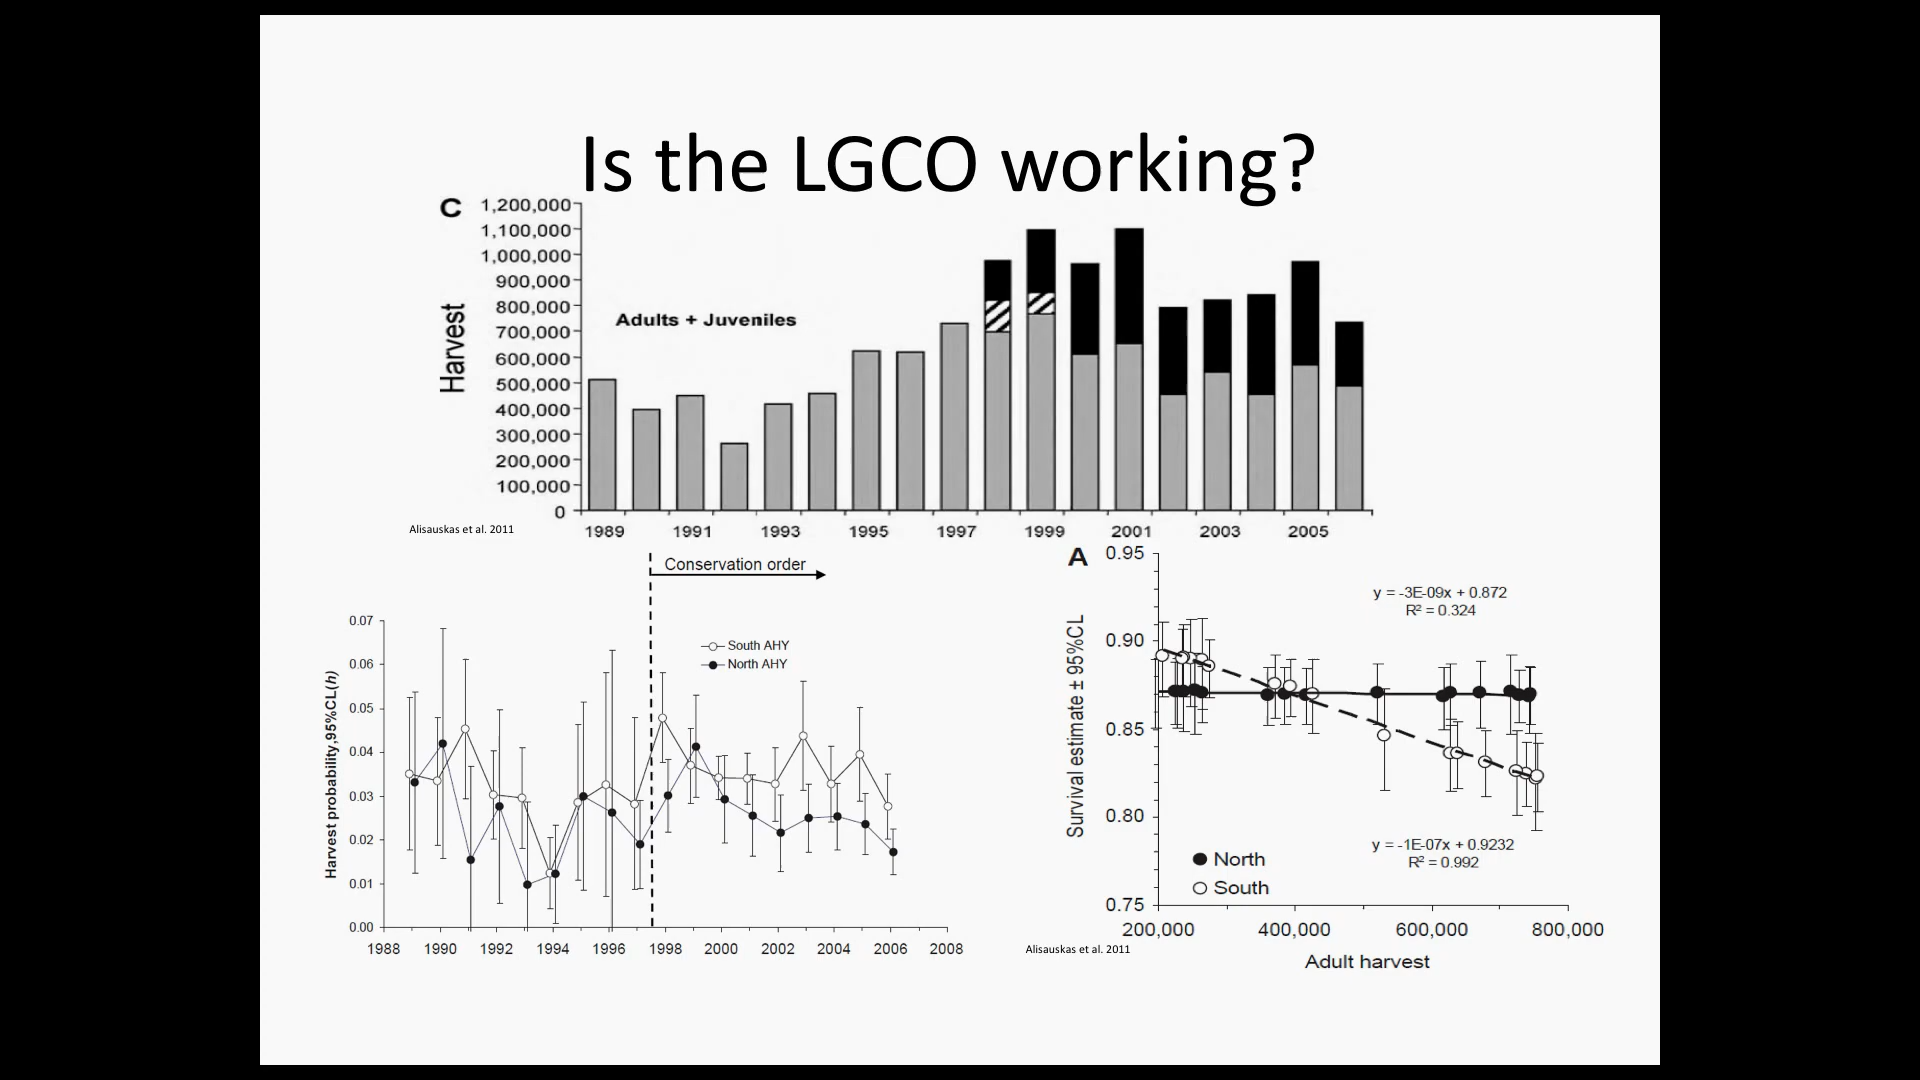 Is the LGCO working?
C
1,200,000
1,100,000
1,000,000
900,000
800,000
700,000
600,000
500,000
400,000
300,000
200,000
100,000
0
Harvest
Adults + Juveniles
1989 1991 1993 1995 1997 1999 2001 2003 2005
Alisauskas et al. 2011
Conservation order
0.07
0.06
0.05
0.04
0.03
0.02
0.01
0.00
Harvest probability,95%CL(h)
South AHY
North AHY
1988 1990 1992 1994 1996 1998 2000 2002 2004 2006 2008
A
0.95
0.90
0.85
0.80
0.75
Survival estimate ± 95%CL
y = -3E-09x + 0.872
R² = 0.324
y = -1E-07x + 0.9232
R² = 0.992
North
South
200,000 400,000 600,000 800,000
Adult harvest
Alisauskas et al. 2011